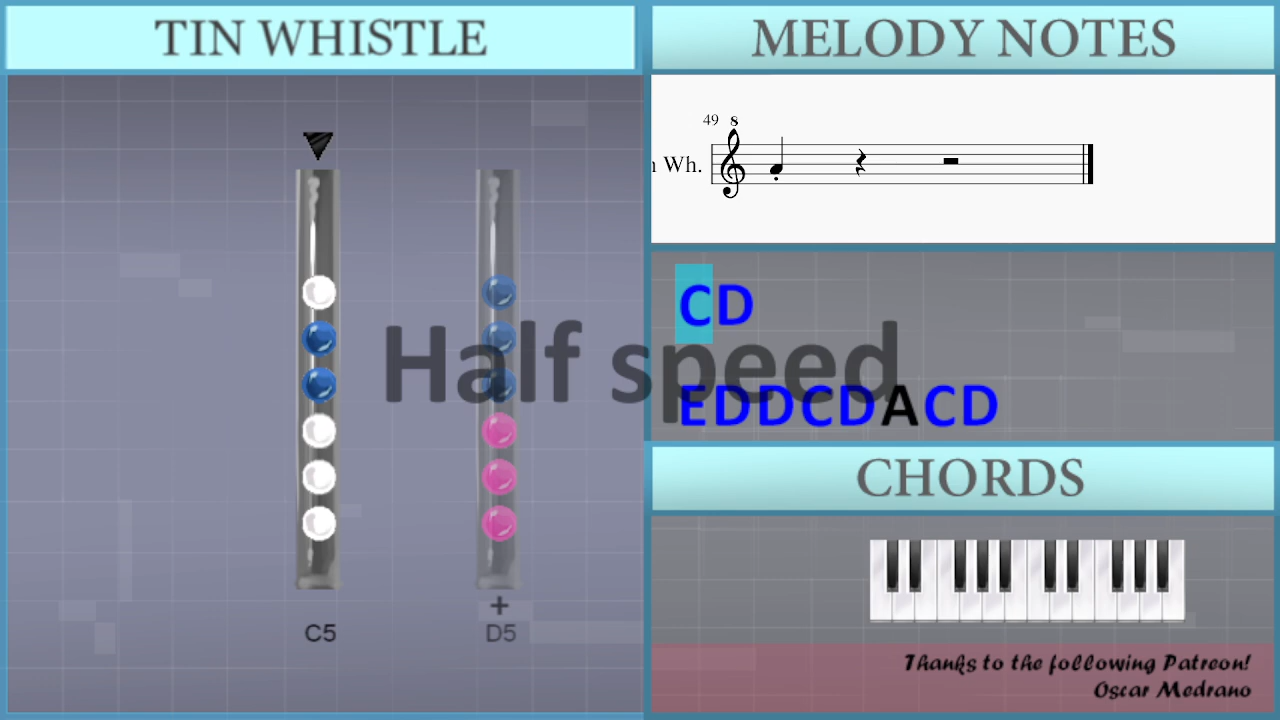 TIN WHISTLE
MELODY NOTES
49
8
Wh.
CD
Half speed
EDDCDACD
CHORDS
+
C5
D5
Thanks to the following Patreon!
Oscar Medrano